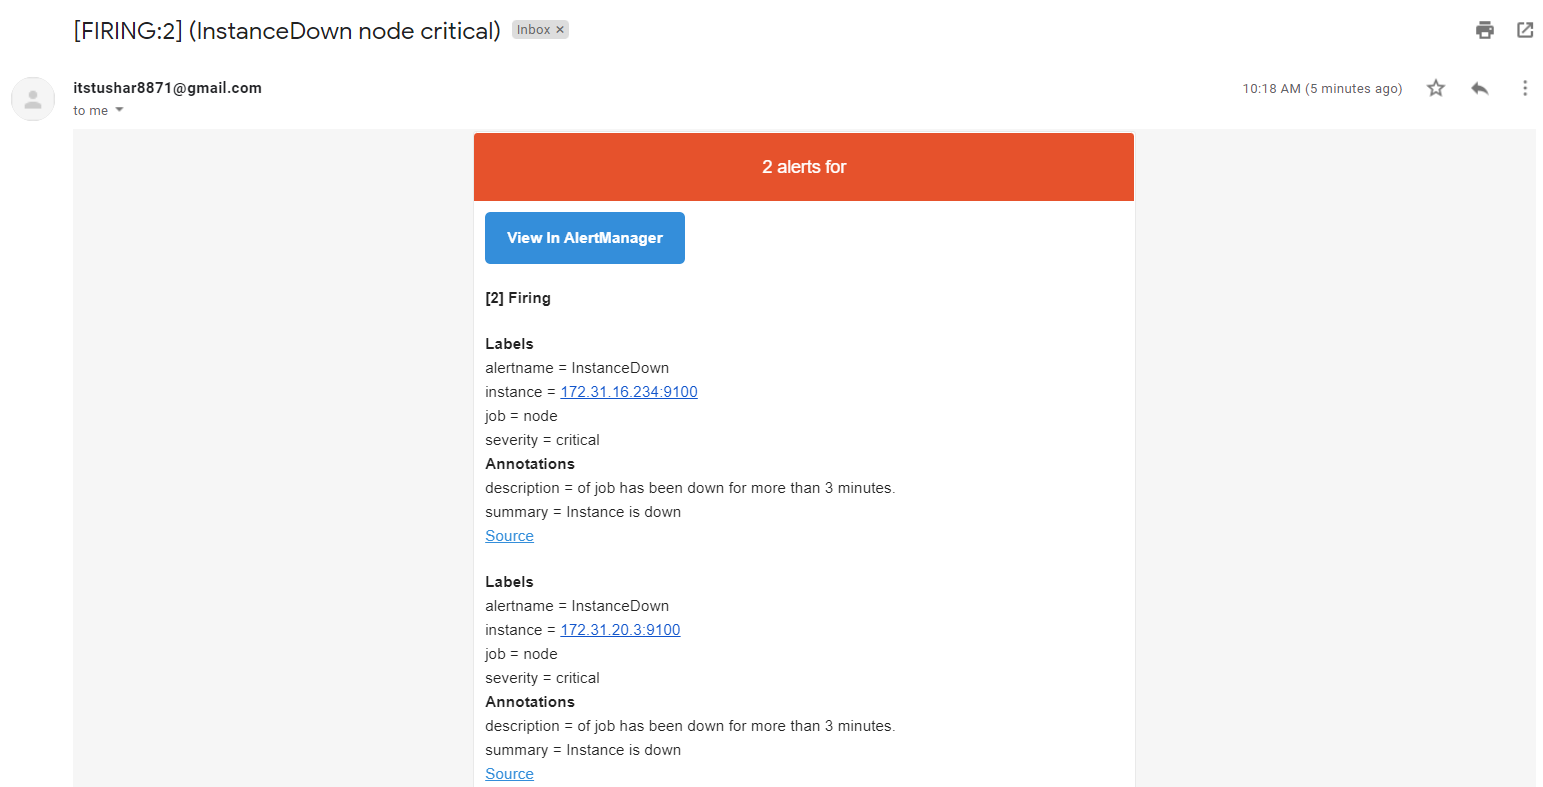 [FIRING:2] (InstanceDown node critical) Inbox ×
itstushar8871@gmail.com 10:18 AM (5 minutes ago)
to me
2 alerts for
View In AlertManager
[2] Firing
Labels
alertname = InstanceDown
instance = 172.31.16.234:9100
job = node
severity = critical
Annotations
description = of job has been down for more than 3 minutes.
summary = Instance is down
Source
Labels
alertname = InstanceDown
instance = 172.31.20.3:9100
job = node
severity = critical
Annotations
description = of job has been down for more than 3 minutes.
summary = Instance is down
Source